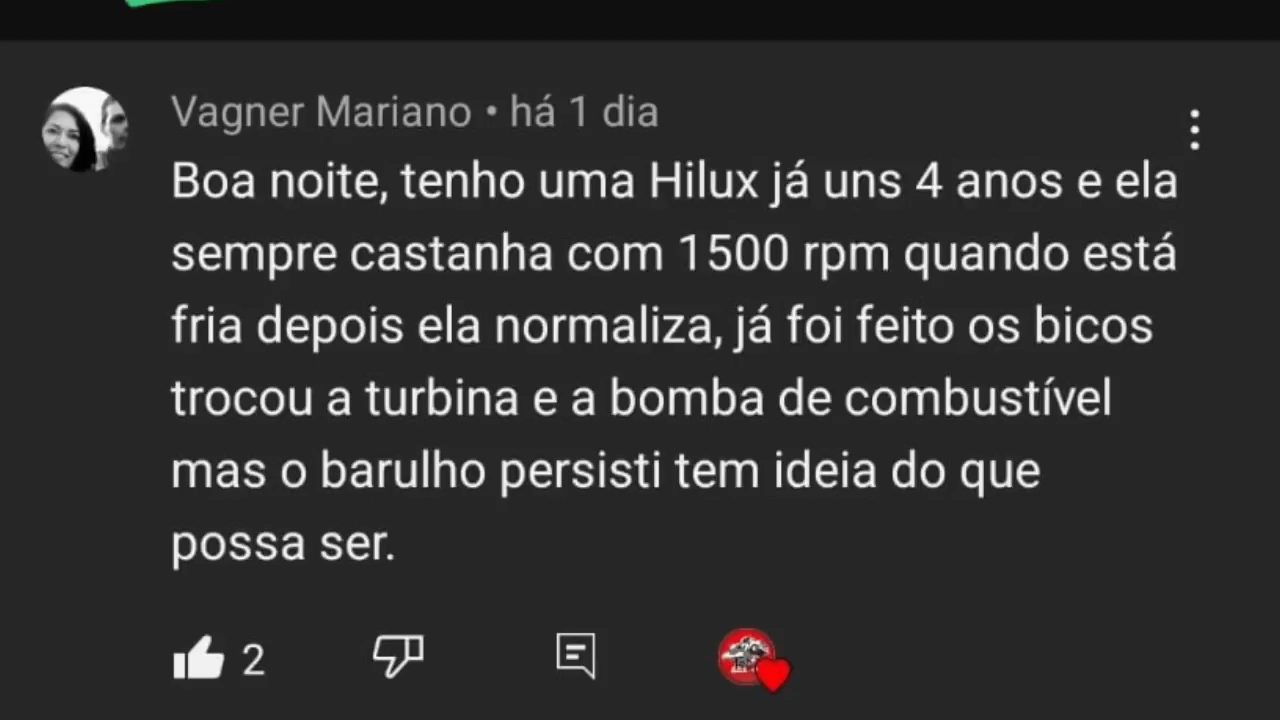 Vagner Mariano • há 1 dia
Boa noite, tenho uma Hilux já uns 4 anos e ela
sempre castanha com 1500 rpm quando está
fria depois ela normaliza, já foi feito os bicos
trocou a turbina e a bomba de combustível
mas o barulho persisti tem ideia do que
possa ser.
2